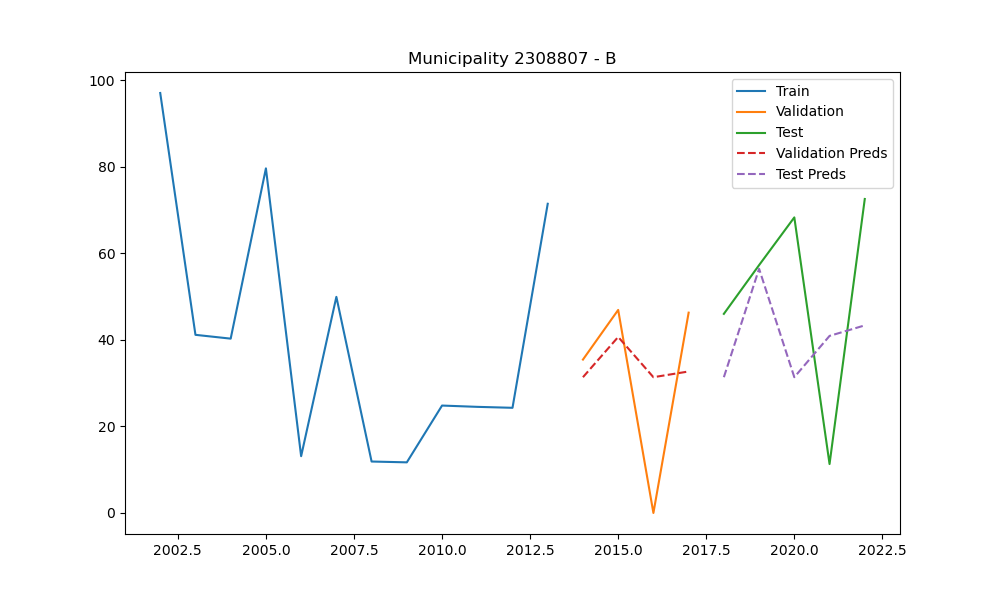 Municipality 2308807 - B
100
80
60
40
20
0
2002.5 2005.0 2007.5 2010.0 2012.5 2015.0 2017.5 2020.0 2022.5
Train
Validation
Test
Validation Preds
Test Preds